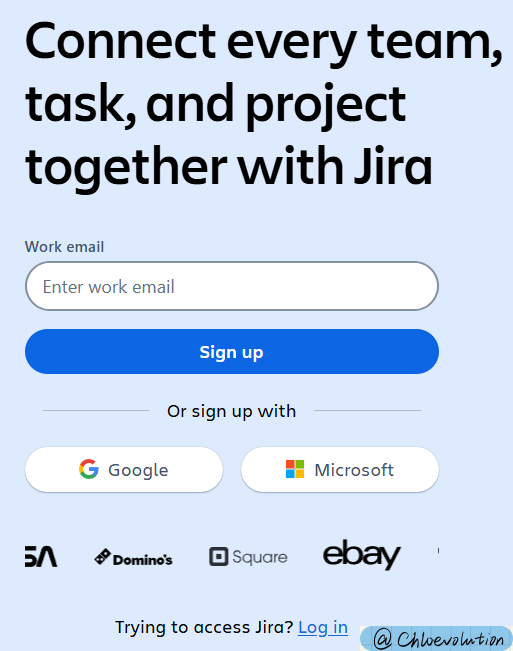 Connect every team,
task, and project
together with Jira
Work email
Enter work email
Sign up
Or sign up with
Google
Microsoft
SA
Domino's
Square
ebay
Trying to access Jira? Log in
@ Chloevolution